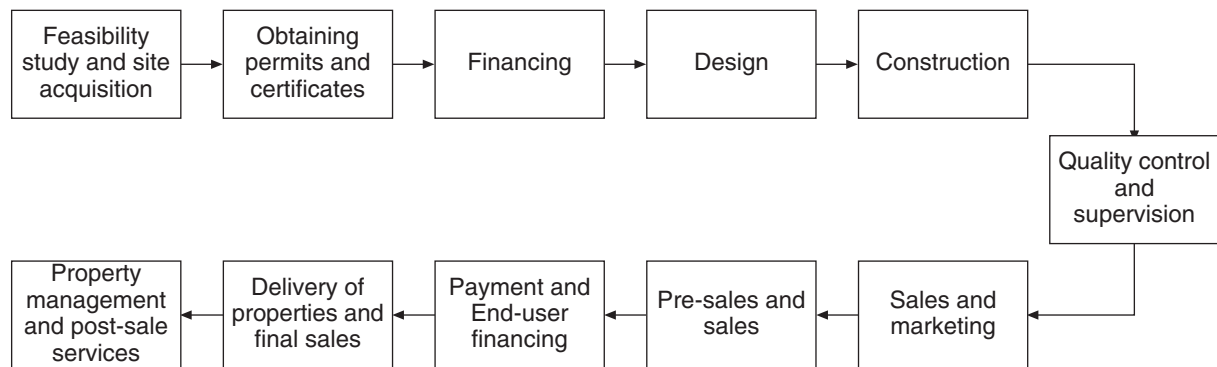 Feasibility
study and site
acquisition
Obtaining
permits and
certificates
Financing
Design
Construction
Quality control
and
supervision
Sales and
marketing
Pre-sales and
sales
Payment and
End-user
financing
Delivery of
properties and
final sales
Property
management
and post-sale
services